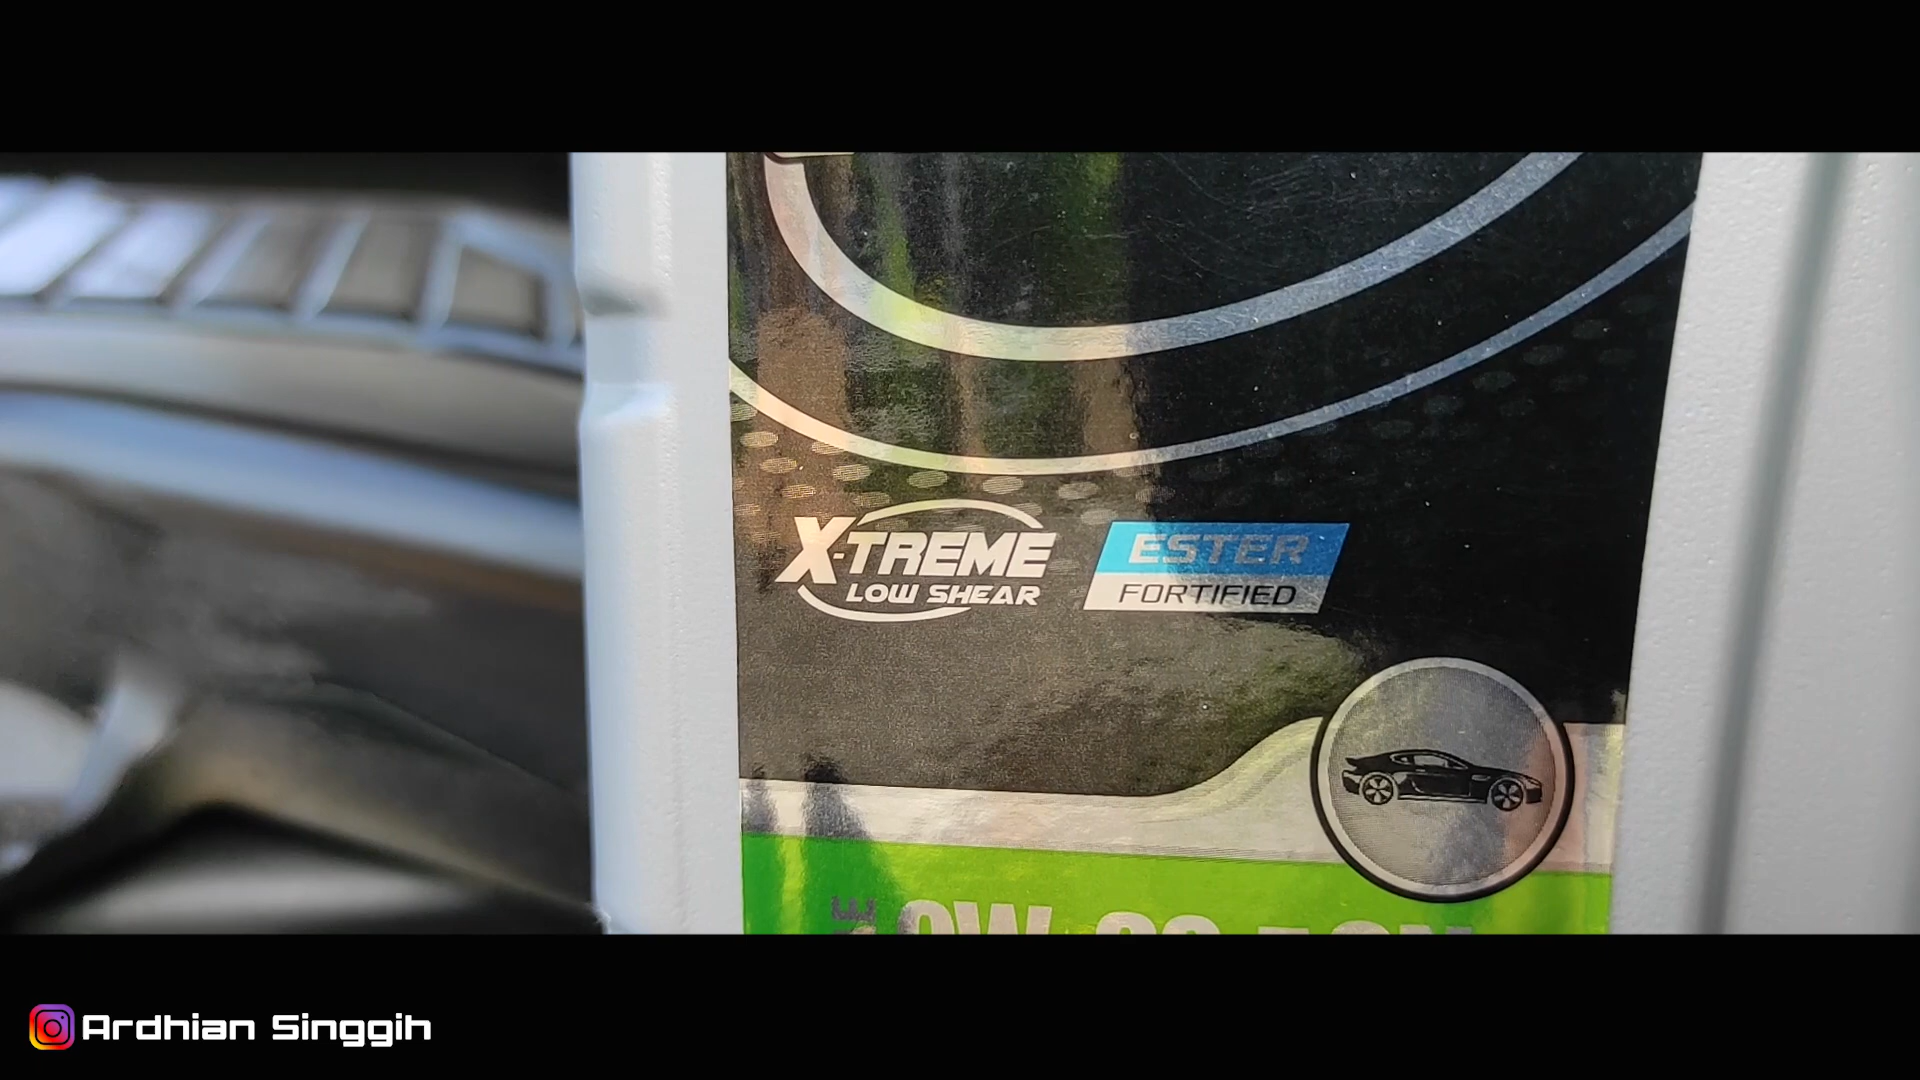 X-TREME
LOW SHEAR
ESTER
FORTIFIED
Ardhian Singgih